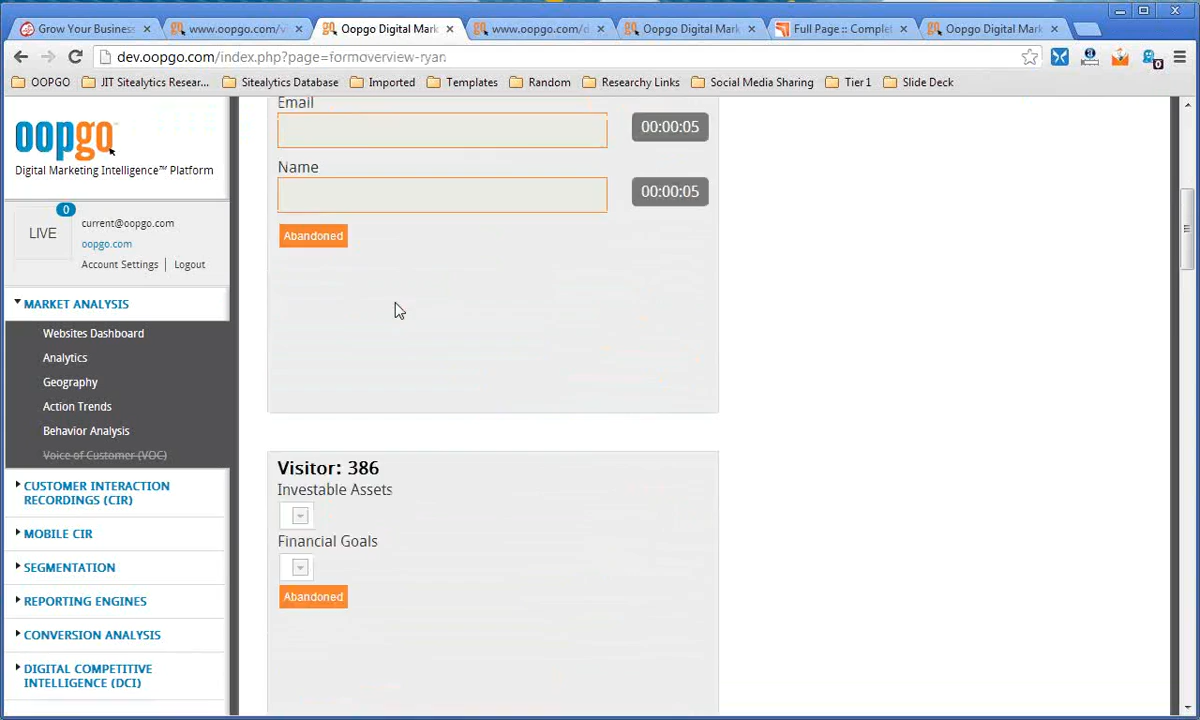 Grow Your Business
www.oopgo.com/v
Oopgo Digital Mark
www.oopgo.com/d
Oopgo Digital Mark
Full Page :: Complet
Oopgo Digital Mark
dev.oopgo.com/index.php?page=formoverview-ryan
OOPGO
JIT Sitealytics Resear...
Sitealytics Database
Imported
Templates
Random
Researchy Links
Social Media Sharing
Tier 1
Slide Deck
oopgo
Digital Marketing Intelligence™ Platform
0
LIVE
current@oopgo.com
oopgo.com
Account Settings
Logout
MARKET ANALYSIS
Websites Dashboard
Analytics
Geography
Action Trends
Behavior Analysis
Voice of Customer (VOC)
CUSTOMER INTERACTION
RECORDINGS (CIR)
MOBILE CIR
SEGMENTATION
REPORTING ENGINES
CONVERSION ANALYSIS
DIGITAL COMPETITIVE
INTELLIGENCE (DCI)
Email
00:00:05
Name
00:00:05
Abandoned
Visitor: 386
Investable Assets
Financial Goals
Abandoned